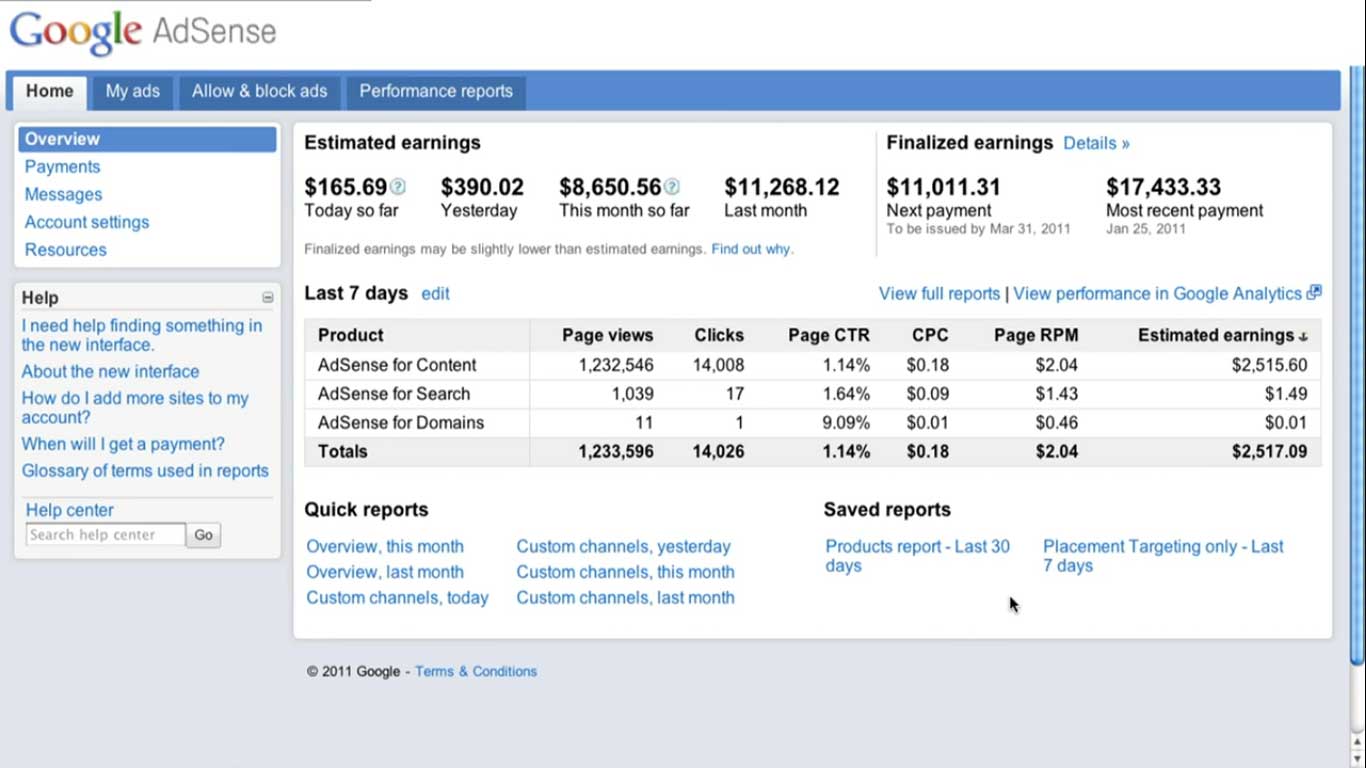 Google AdSense
Home My ads Allow & block ads Performance reports
Overview
Payments
Messages
Account settings
Resources
Help
I need help finding something in
the new interface.
About the new interface
How do I add more sites to my
account?
When will I get a payment?
Glossary of terms used in reports
Help center
Search help center Go
Estimated earnings
$165.69 ? $390.02 $8,650.56 ? $11,268.12
Today so far Yesterday This month so far Last month
Finalized earnings may be slightly lower than estimated earnings. Find out why.
Finalized earnings Details »
$11,011.31 $17,433.33
Next payment Most recent payment
To be issued by Mar 31, 2011 Jan 25, 2011
Last 7 days edit View full reports | View performance in Google Analytics
Product Page views Clicks Page CTR CPC Page RPM Estimated earnings
AdSense for Content 1,232,546 14,008 1.14% $0.18 $2.04 $2,515.60
AdSense for Search 1,039 17 1.64% $0.09 $1.43 $1.49
AdSense for Domains 11 1 9.09% $0.01 $0.46 $0.01
Totals 1,233,596 14,026 1.14% $0.18 $2.04 $2,517.09
Quick reports
Overview, this month Custom channels, yesterday
Overview, last month Custom channels, this month
Custom channels, today Custom channels, last month
Saved reports
Products report - Last 30
days
Placement Targeting only - Last
7 days
© 2011 Google - Terms & Conditions